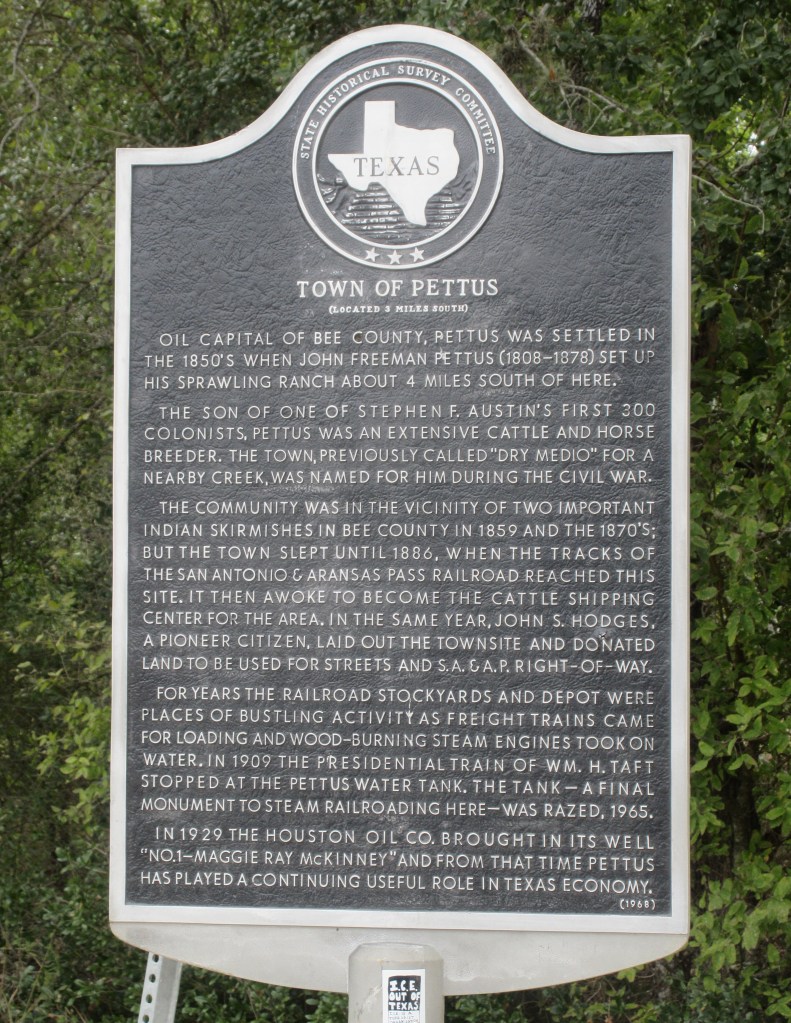 STATE HISTORICAL SURVEY COMMITTEE
TEXAS
TOWN OF PETTUS
(LOCATED 3 MILES SOUTH)
OIL CAPITAL OF BEE COUNTY, PETTUS WAS SETTLED IN
THE 1850'S WHEN JOHN FREEMAN PETTUS (1808–1878) SET UP
HIS SPRAWLING RANCH ABOUT 4 MILES SOUTH OF HERE.
THE SON OF ONE OF STEPHEN F. AUSTIN'S FIRST 300
COLONISTS, PETTUS WAS AN EXTENSIVE CATTLE AND HORSE
BREEDER. THE TOWN, PREVIOUSLY CALLED "DRY MEDIO" FOR A
NEARBY CREEK, WAS NAMED FOR HIM DURING THE CIVIL WAR.
THE COMMUNITY WAS IN THE VICINITY OF TWO IMPORTANT
INDIAN SKIRMISHES IN BEE COUNTY IN 1859 AND THE 1870'S;
BUT THE TOWN SLEPT UNTIL 1886, WHEN THE TRACKS OF
THE SAN ANTONIO & ARANSAS PASS RAILROAD REACHED THIS
SITE. IT THEN AWOKE TO BECOME THE CATTLE SHIPPING
CENTER FOR THE AREA. IN THE SAME YEAR, JOHN S. HODGES,
A PIONEER CITIZEN, LAID OUT THE TOWNSITE AND DONATED
LAND TO BE USED FOR STREETS AND S.A. & A.P. RIGHT–OF–WAY.
FOR YEARS THE RAILROAD STOCKYARDS AND DEPOT WERE
PLACES OF BUSTLING ACTIVITY AS FREIGHT TRAINS CAME
FOR LOADING AND WOOD–BURNING STEAM ENGINES TOOK ON
WATER. IN 1909 THE PRESIDENTIAL TRAIN OF WM. H. TAFT
STOPPED AT THE PETTUS WATER TANK. THE TANK—A FINAL
MONUMENT TO STEAM RAILROADING HERE—WAS RAZED, 1965.
IN 1929 THE HOUSTON OIL CO. BROUGHT IN ITS WELL
"NO.1–MAGGIE RAY McKINNEY" AND FROM THAT TIME PETTUS
HAS PLAYED A CONTINUING USEFUL ROLE IN TEXAS ECONOMY.
(1968)
I.C.E.
OUT OF
TEXAS